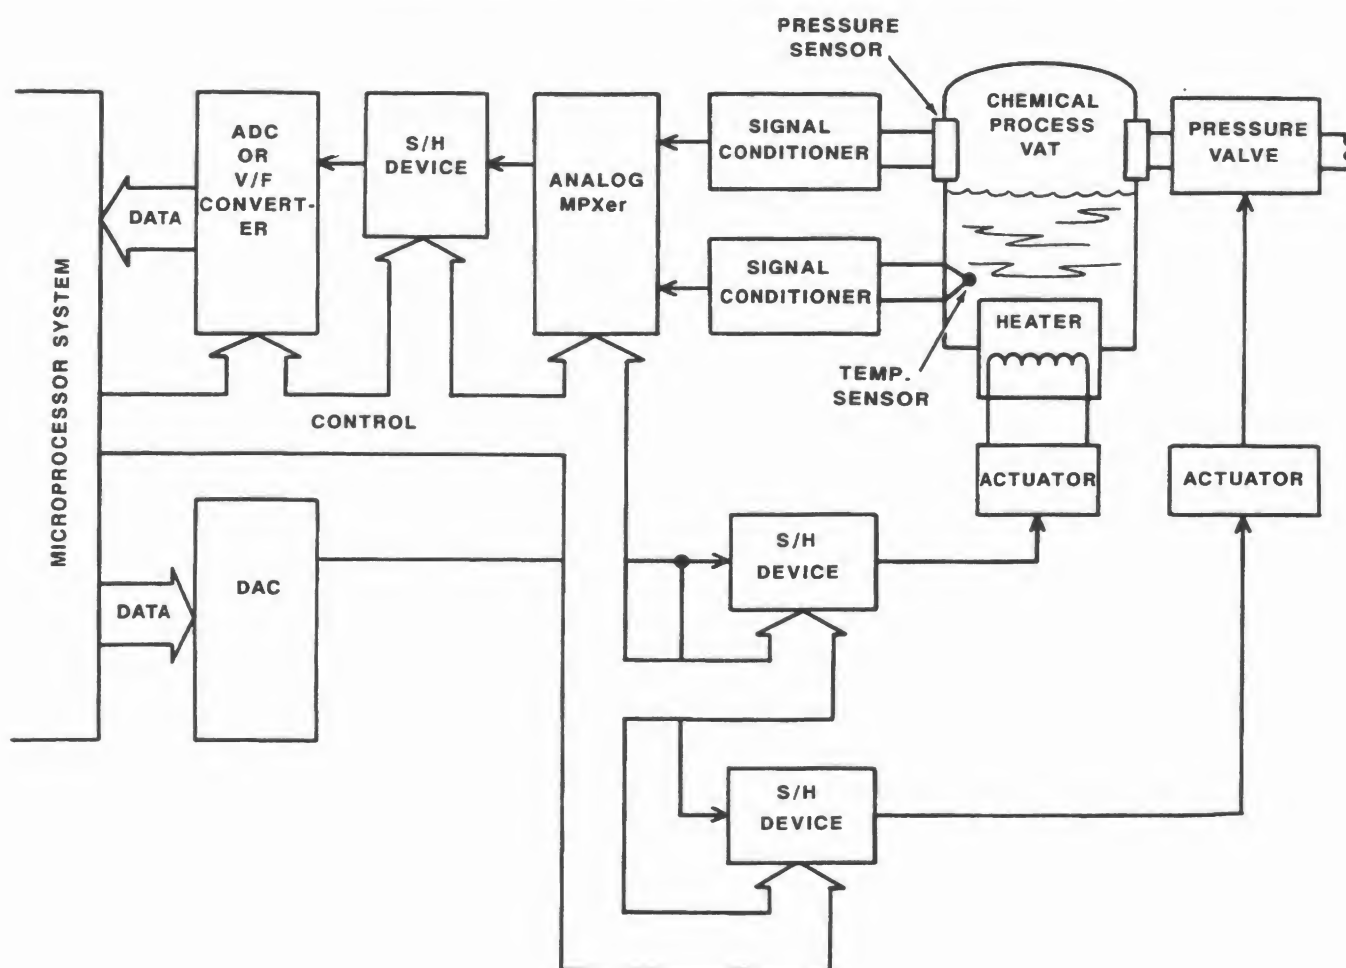 PRESSURE
SENSOR
ADC
OR
V/F
CONVERT-
ER
S/H
DEVICE
ANALOG
MPXer
SIGNAL
CONDITIONER
CHEMICAL
PROCESS
VAT
PRESSURE
VALVE
DATA
SIGNAL
CONDITIONER
HEATER
TEMP.
SENSOR
MICROPROCESSOR SYSTEM
CONTROL
ACTUATOR
ACTUATOR
S/H
DEVICE
DAC
DATA
S/H
DEVICE